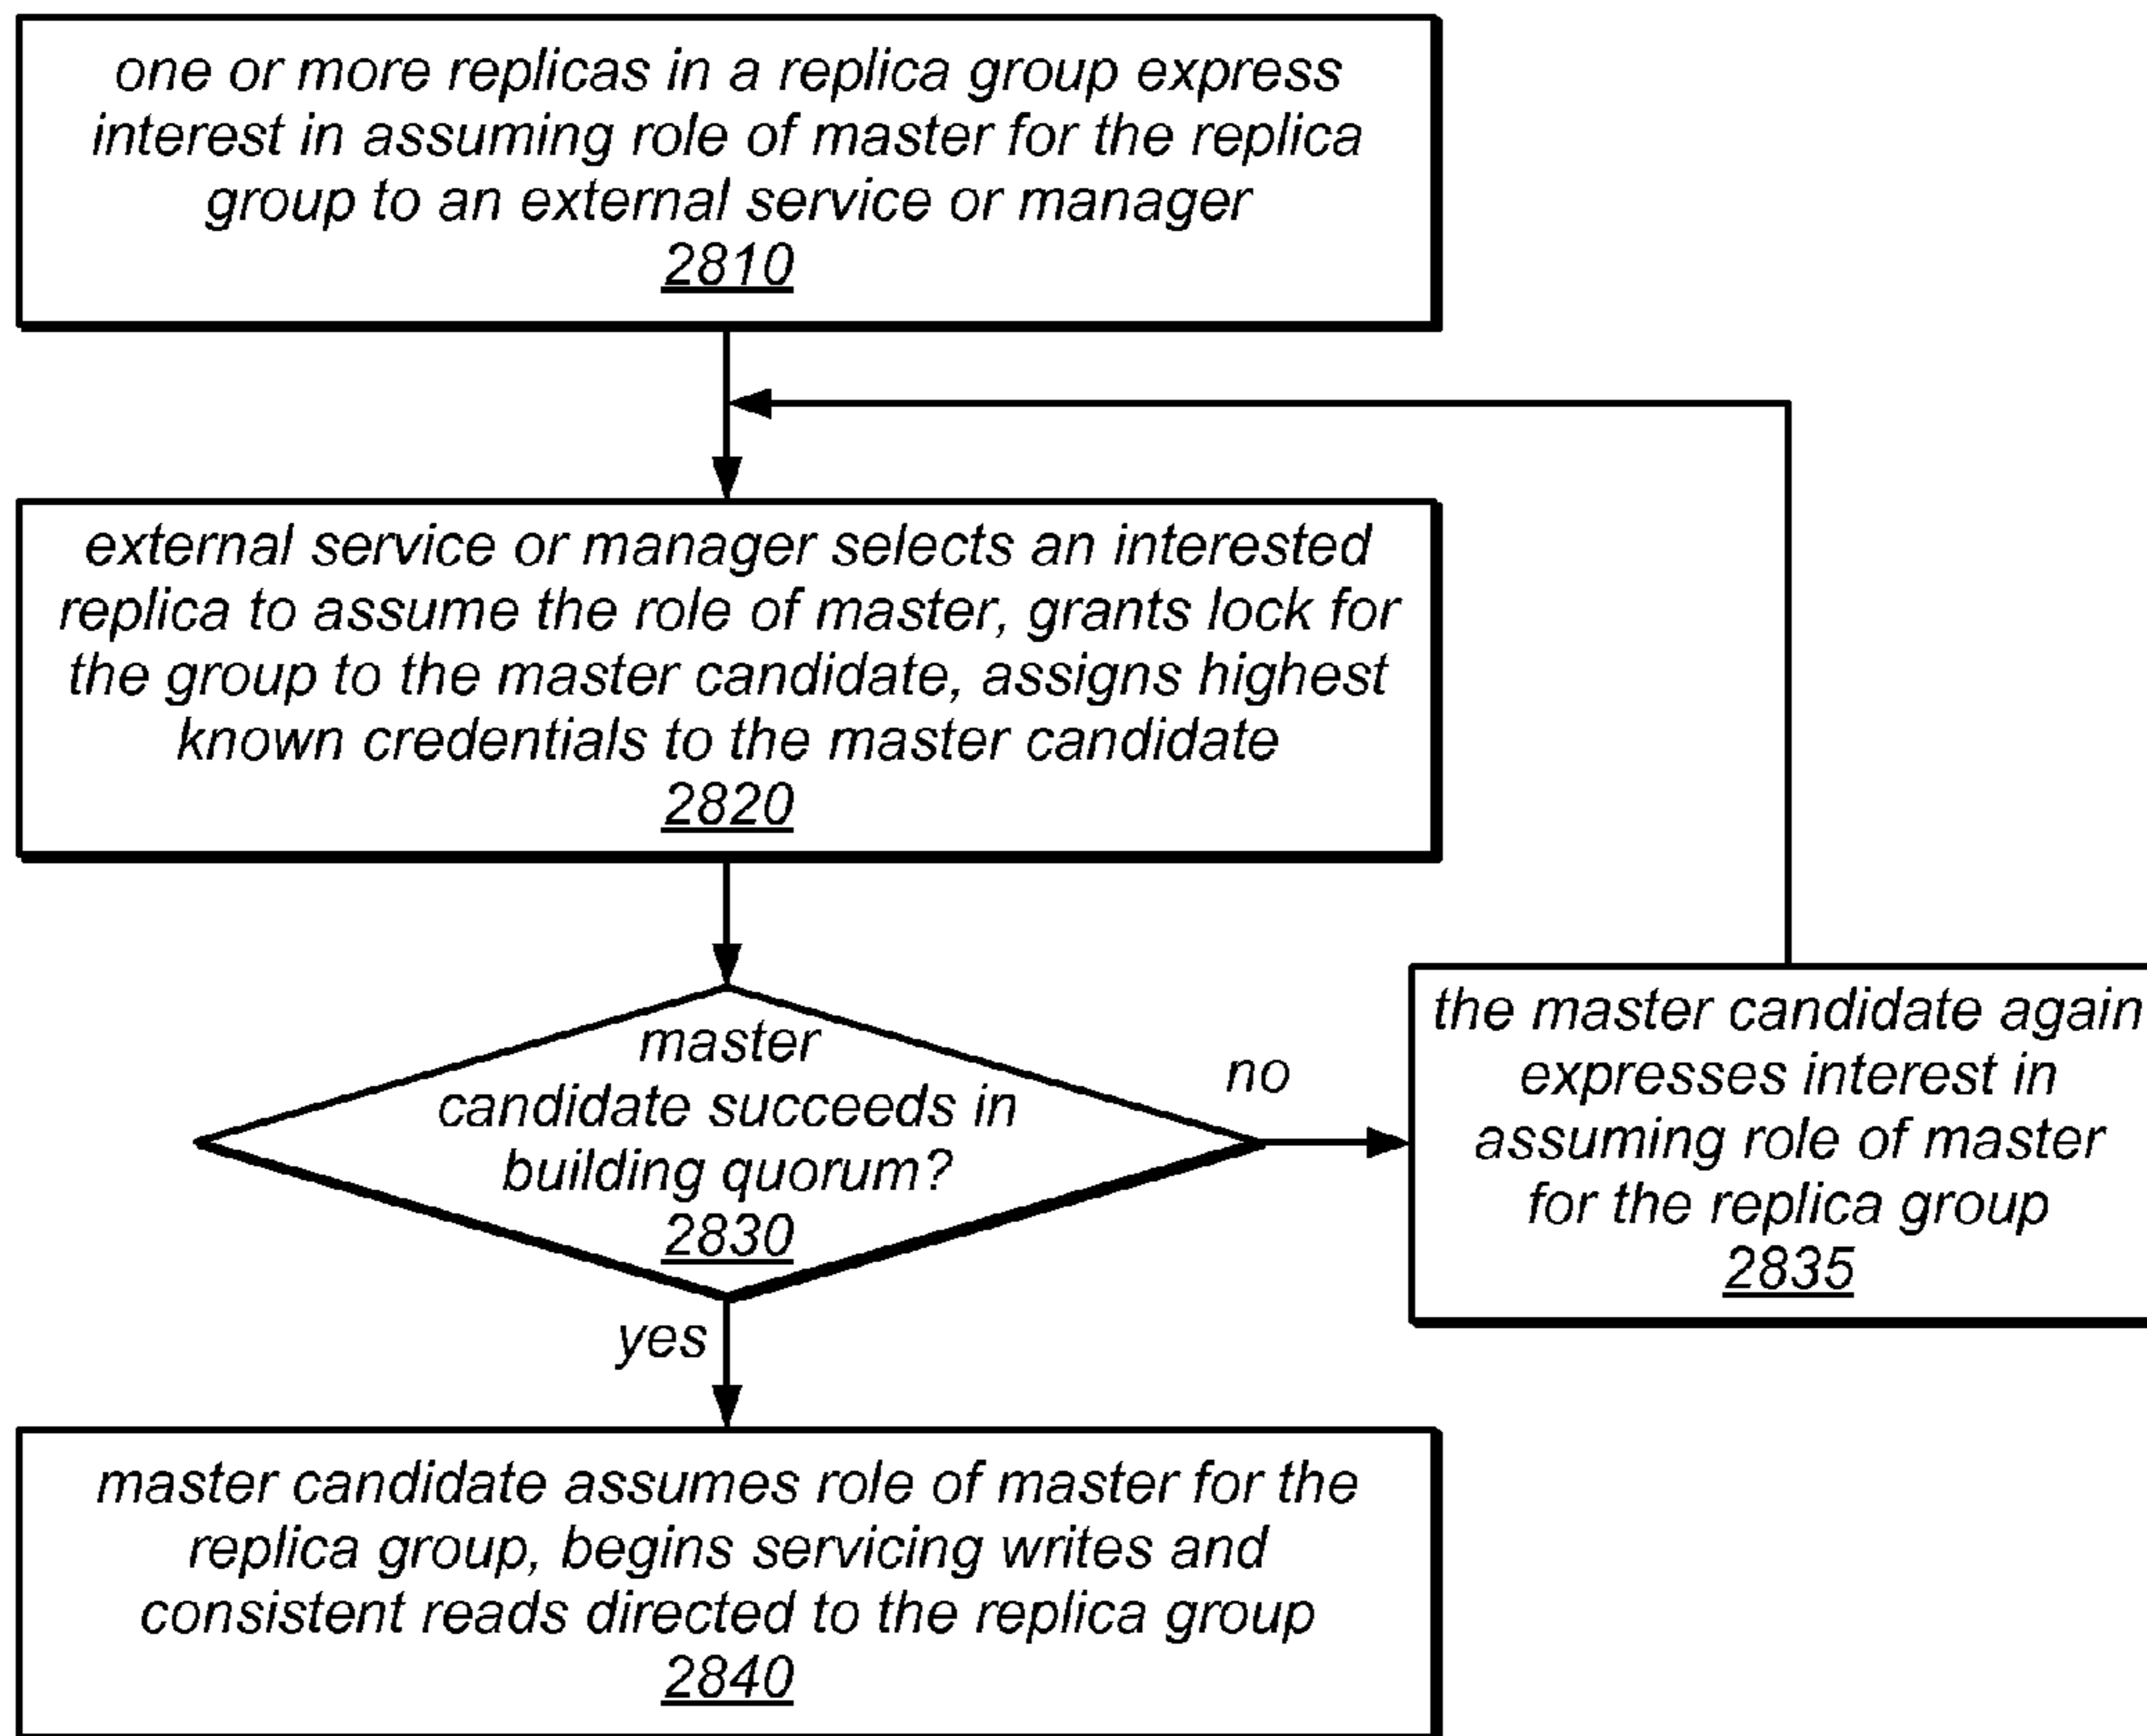 one or more replicas in a replica group express
interest in assuming role of master for the replica
group to an external service or manager
2810
external service or manager selects an interested
replica to assume the role of master, grants lock for
the group to the master candidate, assigns highest
known credentials to the master candidate
2820
master
candidate succeeds in
building quorum?
2830
no
the master candidate again
expresses interest in
assuming role of master
for the replica group
2835
yes
master candidate assumes role of master for the
replica group, begins servicing writes and
consistent reads directed to the replica group
2840